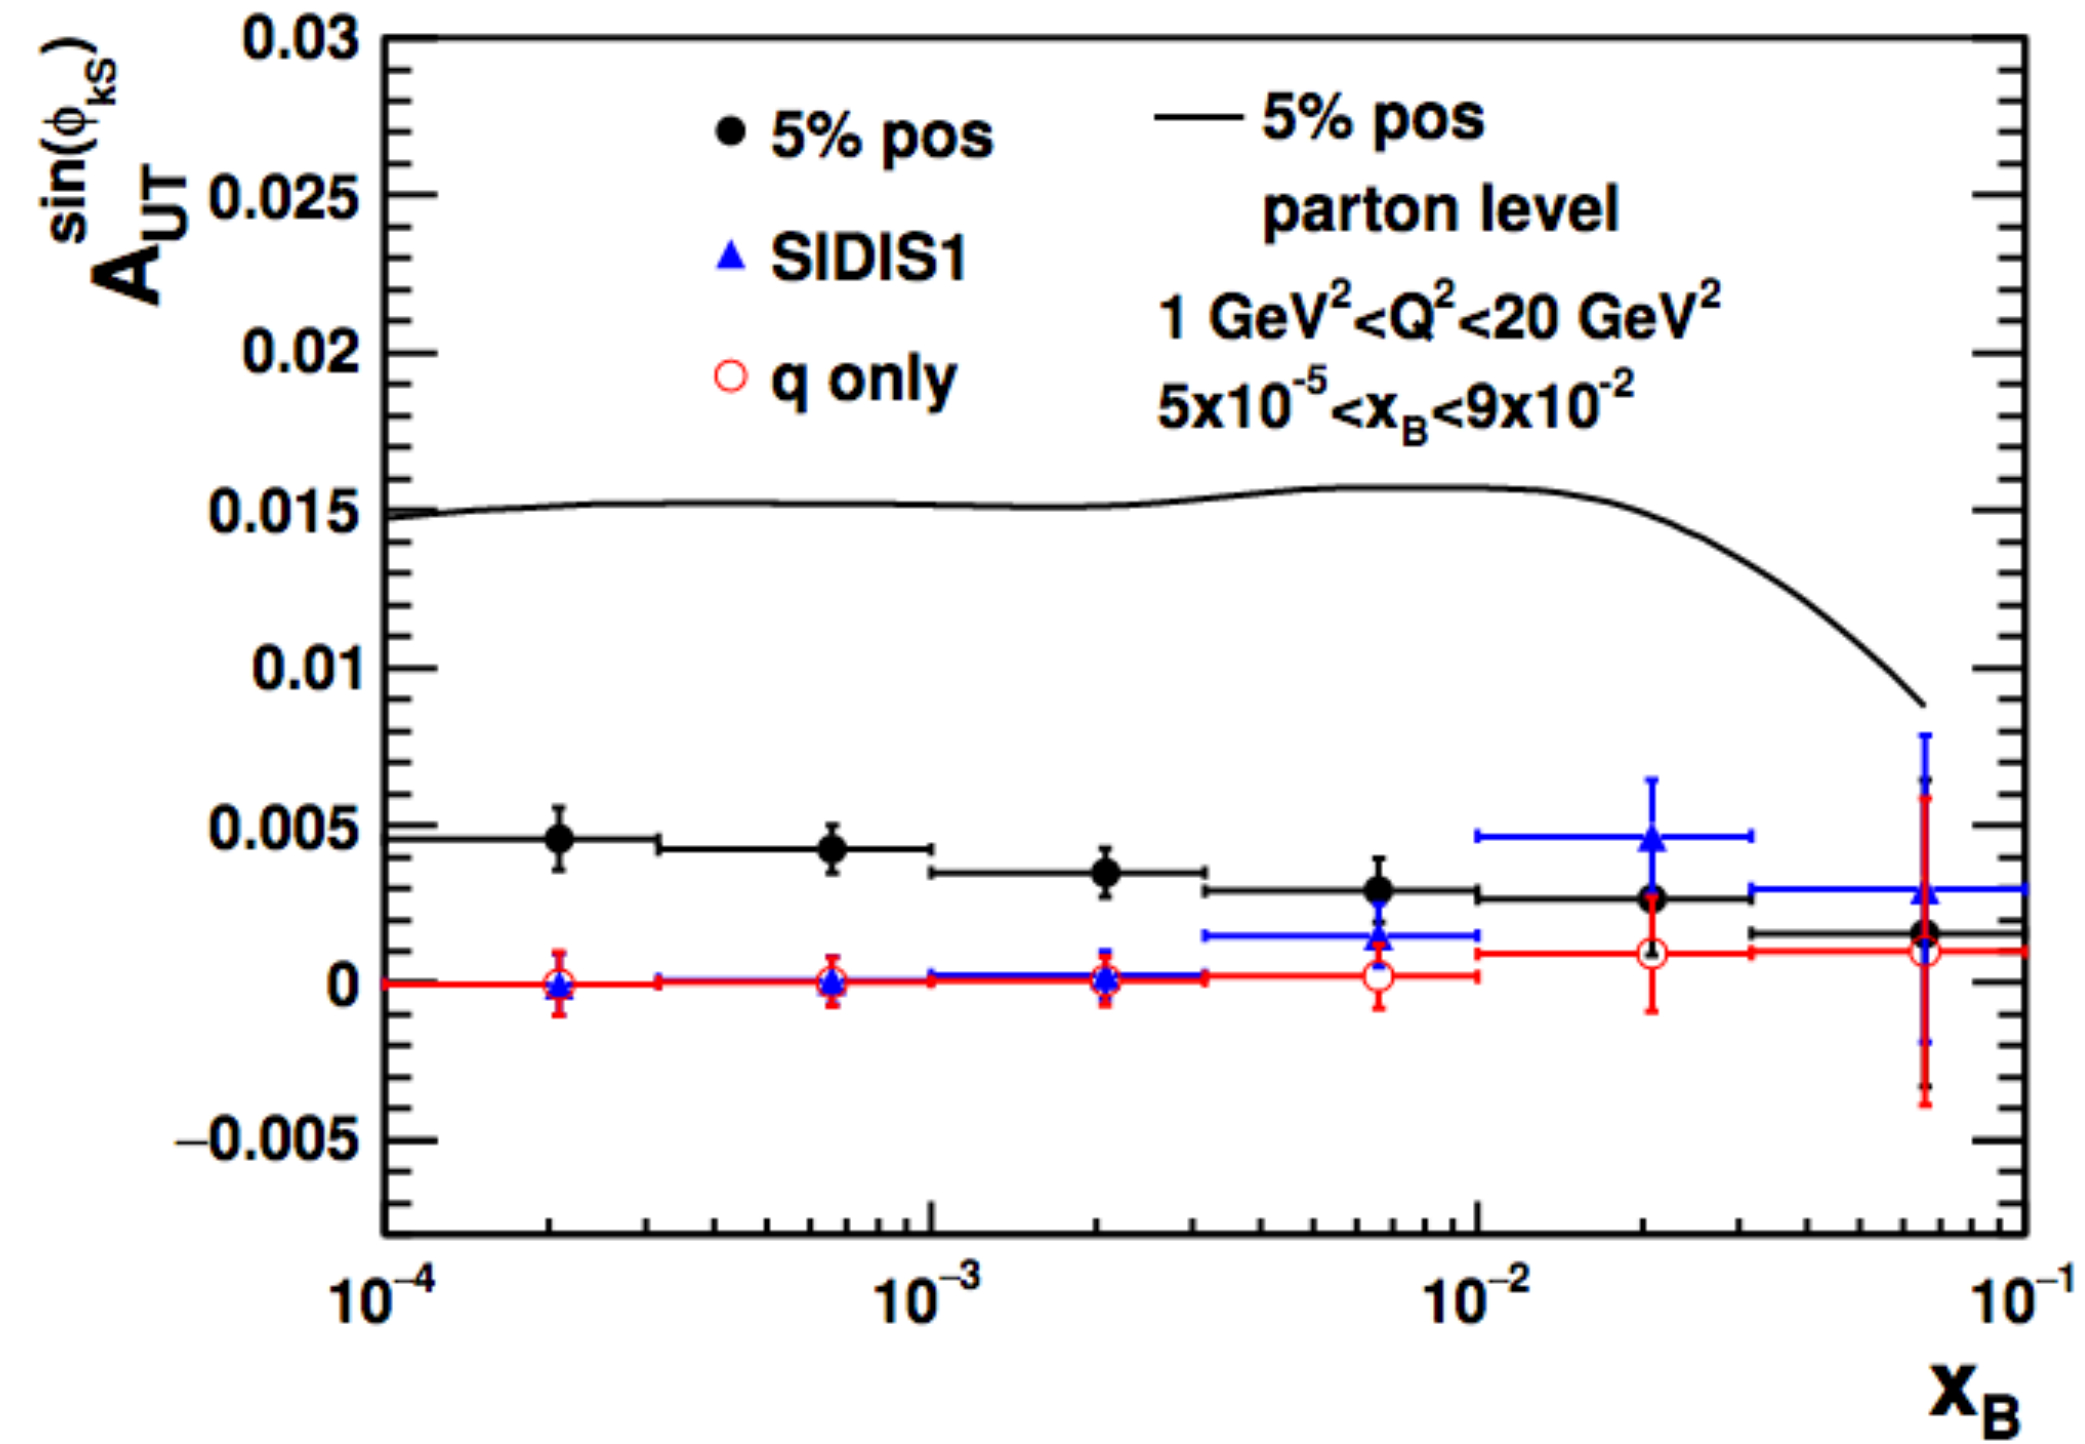 A_UT^sin(ϕ_kS)
0.03
0.025
0.02
0.015
0.01
0.005
0
−0.005
5% pos
SIDIS1
q only
5% pos
parton level
1 GeV²<Q²<20 GeV²
5x10⁻⁵<x_B<9x10⁻²
10⁻⁴
10⁻³
10⁻²
10⁻¹
x_B